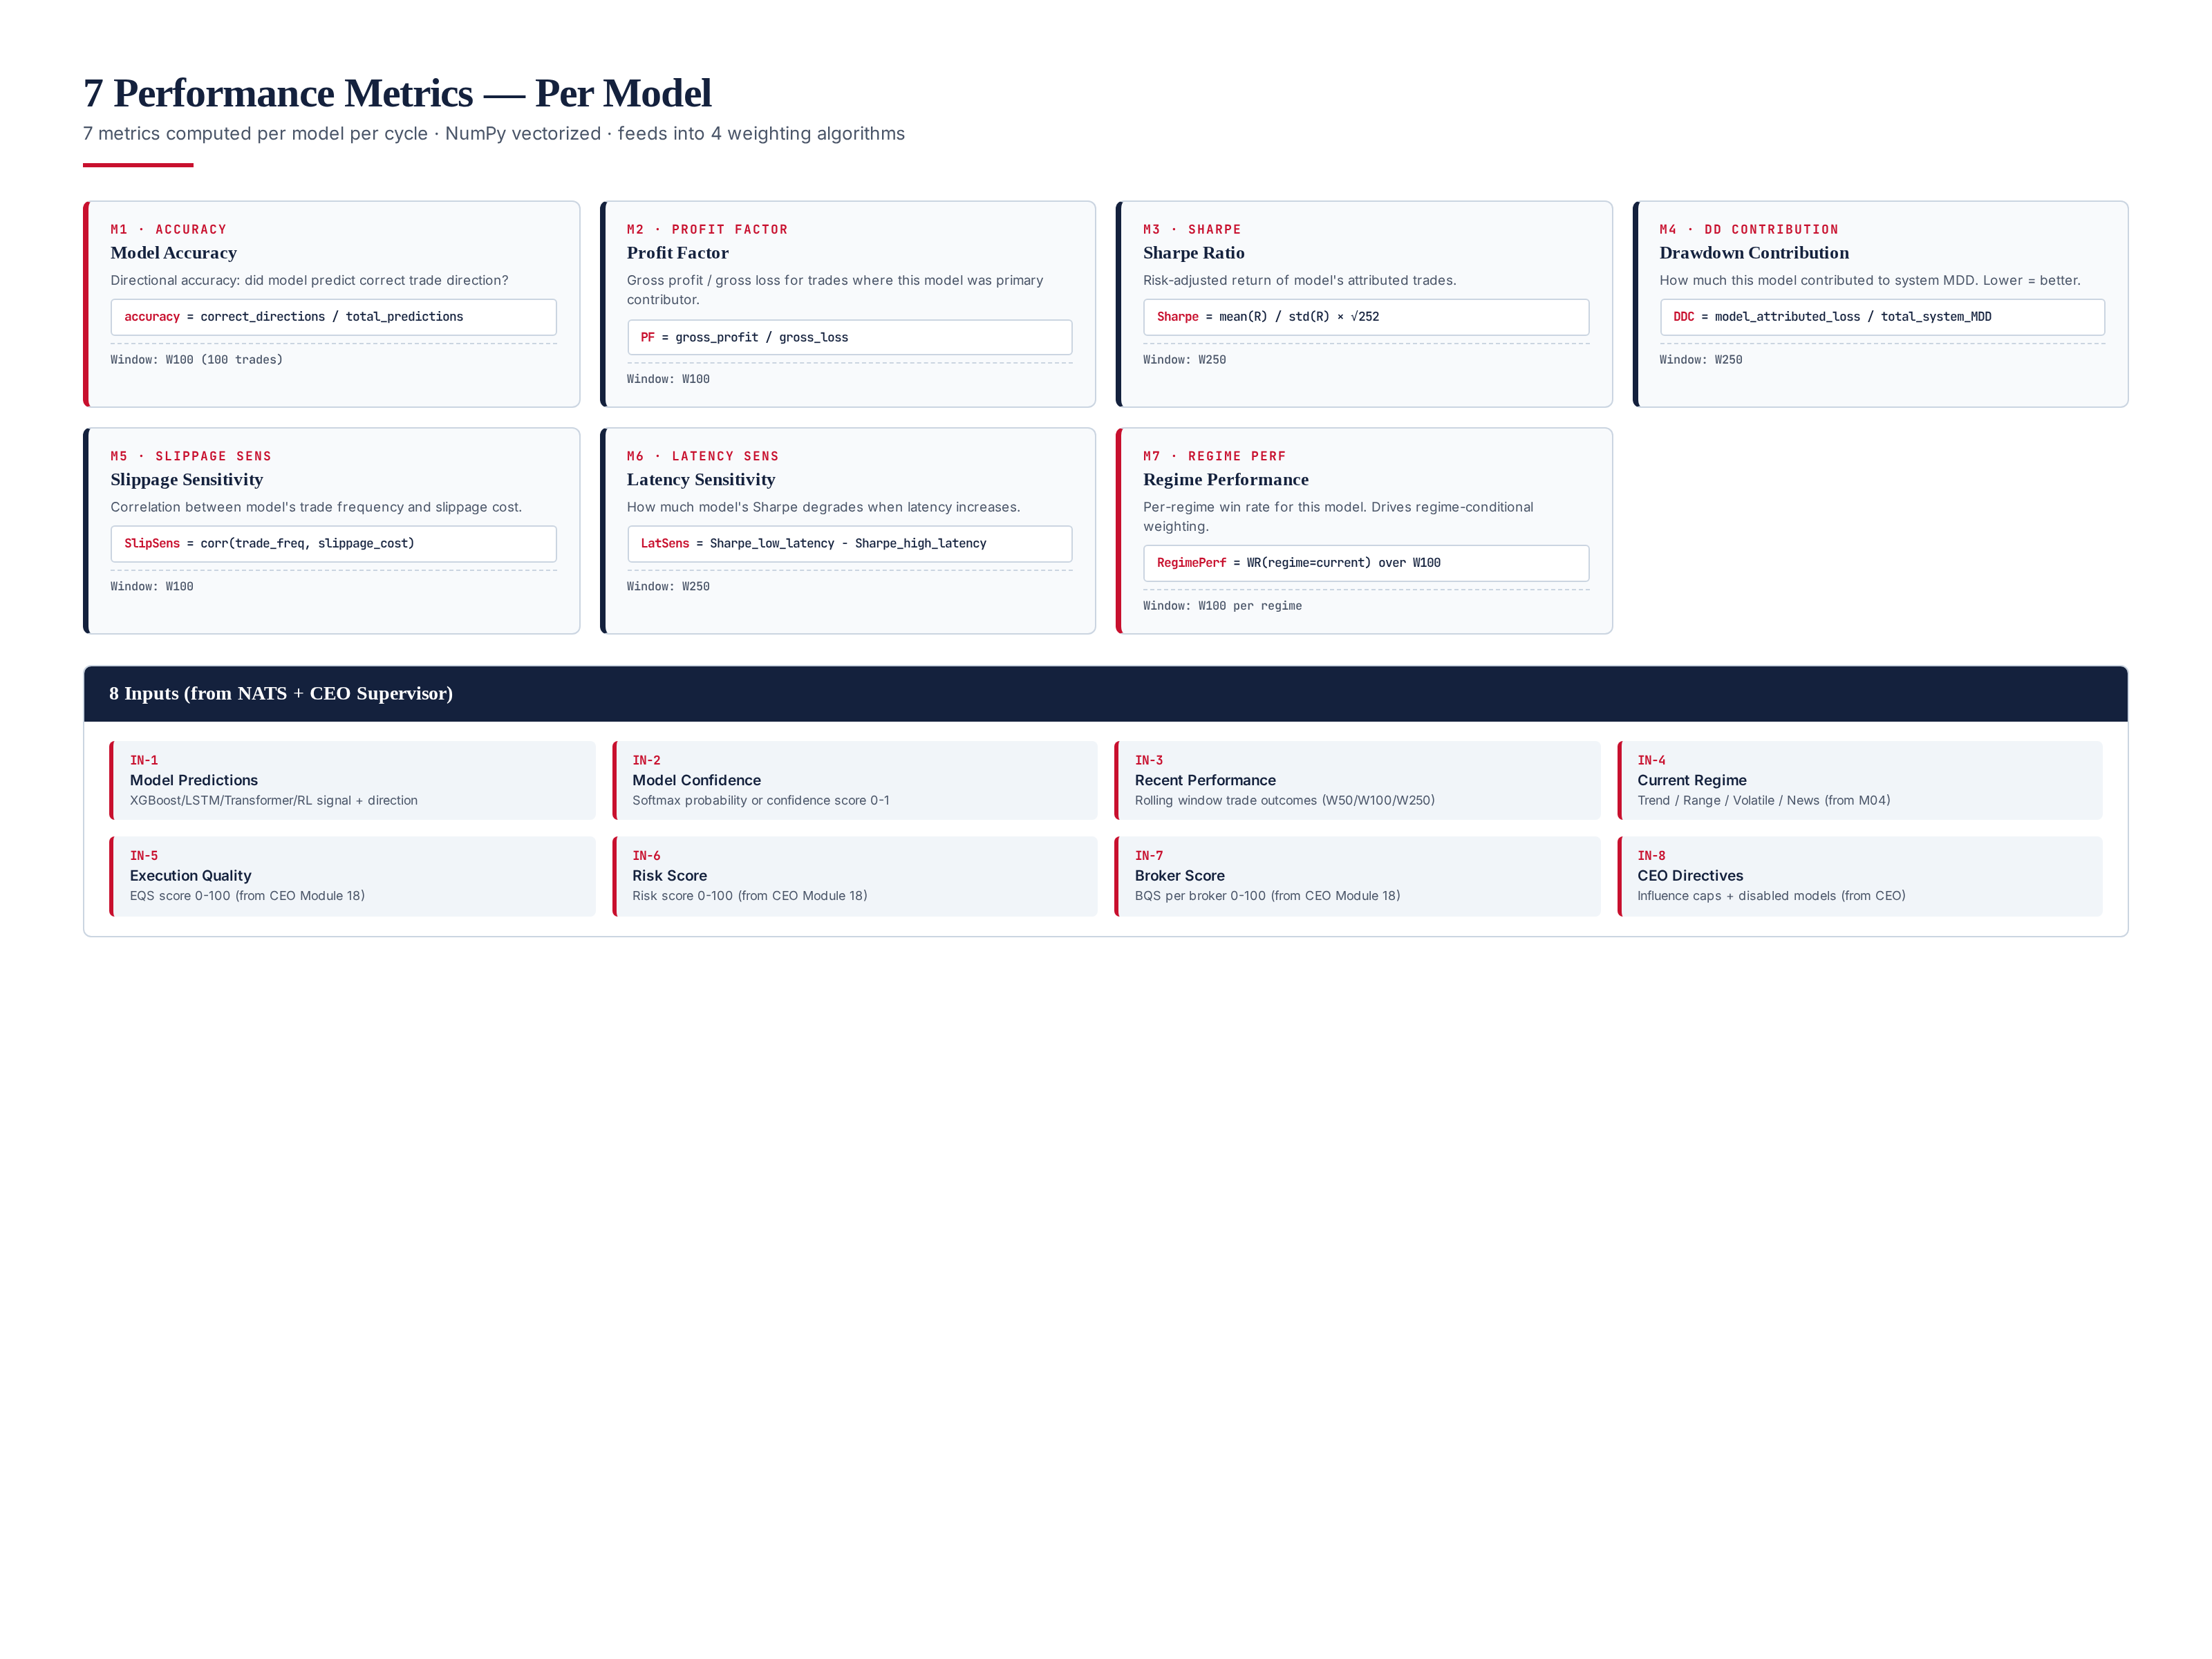 7 Performance Metrics — Per Model
7 metrics computed per model per cycle · NumPy vectorized · feeds into 4 weighting algorithms
M1 · ACCURACY
Model Accuracy
Directional accuracy: did model predict correct trade direction?
accuracy = correct_directions / total_predictions
Window: W100 (100 trades)
M2 · PROFIT FACTOR
Profit Factor
Gross profit / gross loss for trades where this model was primary
contributor.
PF = gross_profit / gross_loss
Window: W100
M3 · SHARPE
Sharpe Ratio
Risk-adjusted return of model's attributed trades.
Sharpe = mean(R) / std(R) × √252
Window: W250
M4 · DD CONTRIBUTION
Drawdown Contribution
How much this model contributed to system MDD. Lower = better.
DDC = model_attributed_loss / total_system_MDD
Window: W250
M5 · SLIPPAGE SENS
Slippage Sensitivity
Correlation between model's trade frequency and slippage cost.
SlipSens = corr(trade_freq, slippage_cost)
Window: W100
M6 · LATENCY SENS
Latency Sensitivity
How much model's Sharpe degrades when latency increases.
LatSens = Sharpe_low_latency - Sharpe_high_latency
Window: W250
M7 · REGIME PERF
Regime Performance
Per-regime win rate for this model. Drives regime-conditional
weighting.
RegimePerf = WR(regime=current) over W100
Window: W100 per regime
8 Inputs (from NATS + CEO Supervisor)
IN-1
Model Predictions
XGBoost/LSTM/Transformer/RL signal + direction
IN-2
Model Confidence
Softmax probability or confidence score 0-1
IN-3
Recent Performance
Rolling window trade outcomes (W50/W100/W250)
IN-4
Current Regime
Trend / Range / Volatile / News (from M04)
IN-5
Execution Quality
EQS score 0-100 (from CEO Module 18)
IN-6
Risk Score
Risk score 0-100 (from CEO Module 18)
IN-7
Broker Score
BQS per broker 0-100 (from CEO Module 18)
IN-8
CEO Directives
Influence caps + disabled models (from CEO)